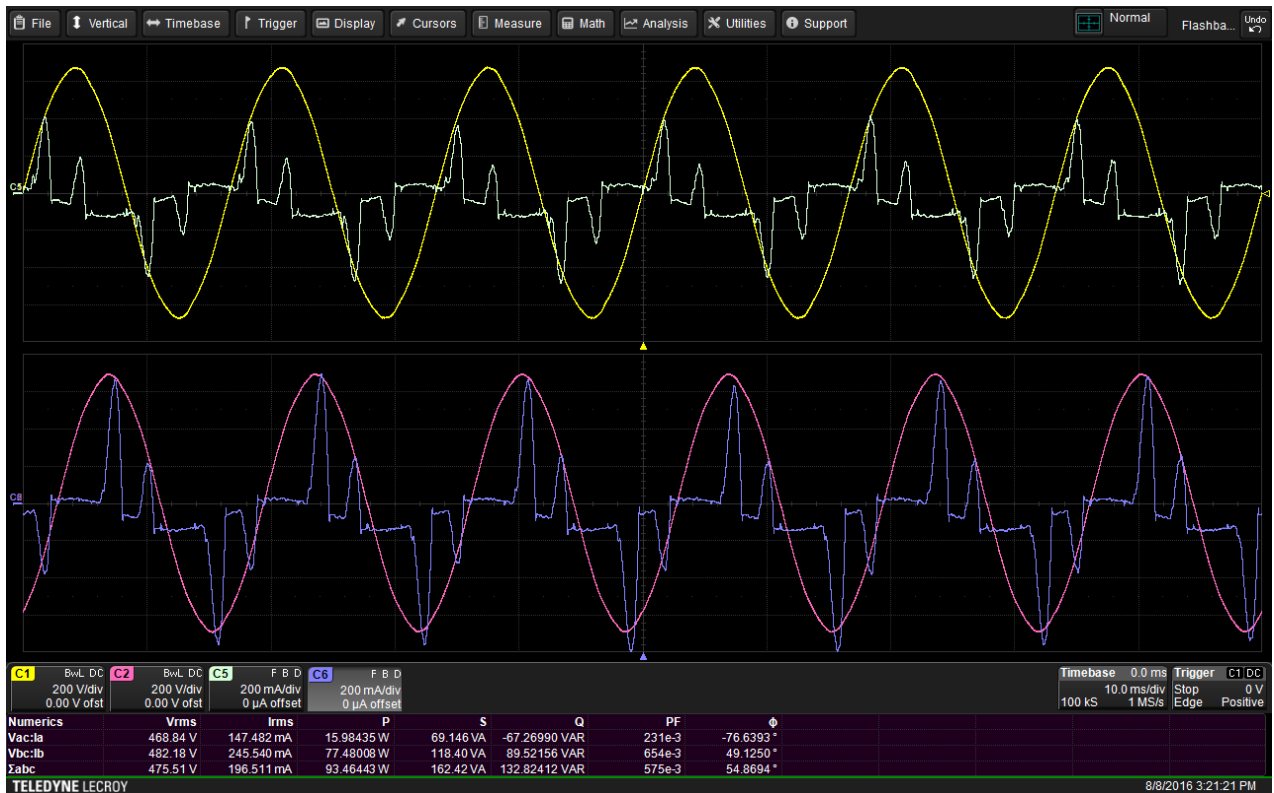 File Vertical Timebase Trigger Display Cursors Measure Math Analysis Utilities Support Normal Flashba... Undo
C5
C8
C1 BwL DC C2 BwL DC C5 F B D C6 F B D Timebase 0.0 ms Trigger C1 DC
200 V/div 200 V/div 200 mA/div 200 mA/div 10.0 ms/div Stop 0 V
0.00 V ofst 0.00 V ofst 0 µA offset 0 µA offset 100 kS 1 MS/s Edge Positive
Numerics Vrms Irms P S Q PF ϕ
Vac:Ia 468.84 V 147.482 mA 15.98435 W 69.146 VA -67.26990 VAR 231e-3 -76.6393 °
Vbc:Ib 482.18 V 245.540 mA 77.48008 W 118.40 VA 89.52156 VAR 654e-3 49.1250 °
Σabc 475.51 V 196.511 mA 93.46443 W 162.42 VA 132.82412 VAR 575e-3 54.8694 °
TELEDYNE LECROY 8/8/2016 3:21:21 PM